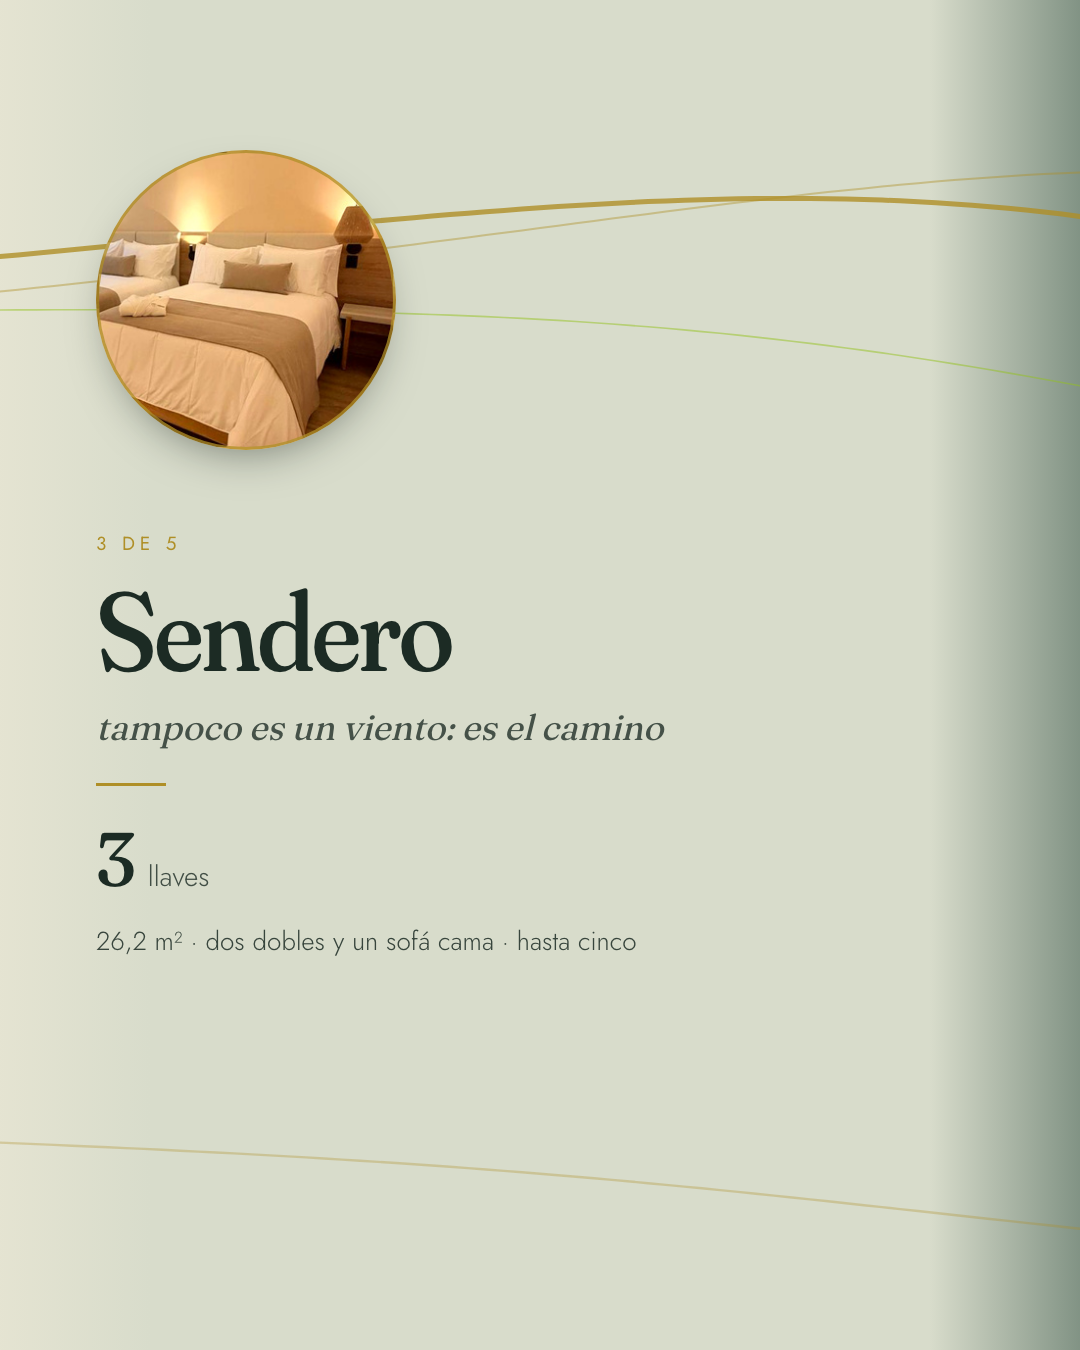 3 DE 5
Sendero
tampoco es un viento: es el camino
3 llaves
26,2 m² · dos dobles y un sofá cama · hasta cinco